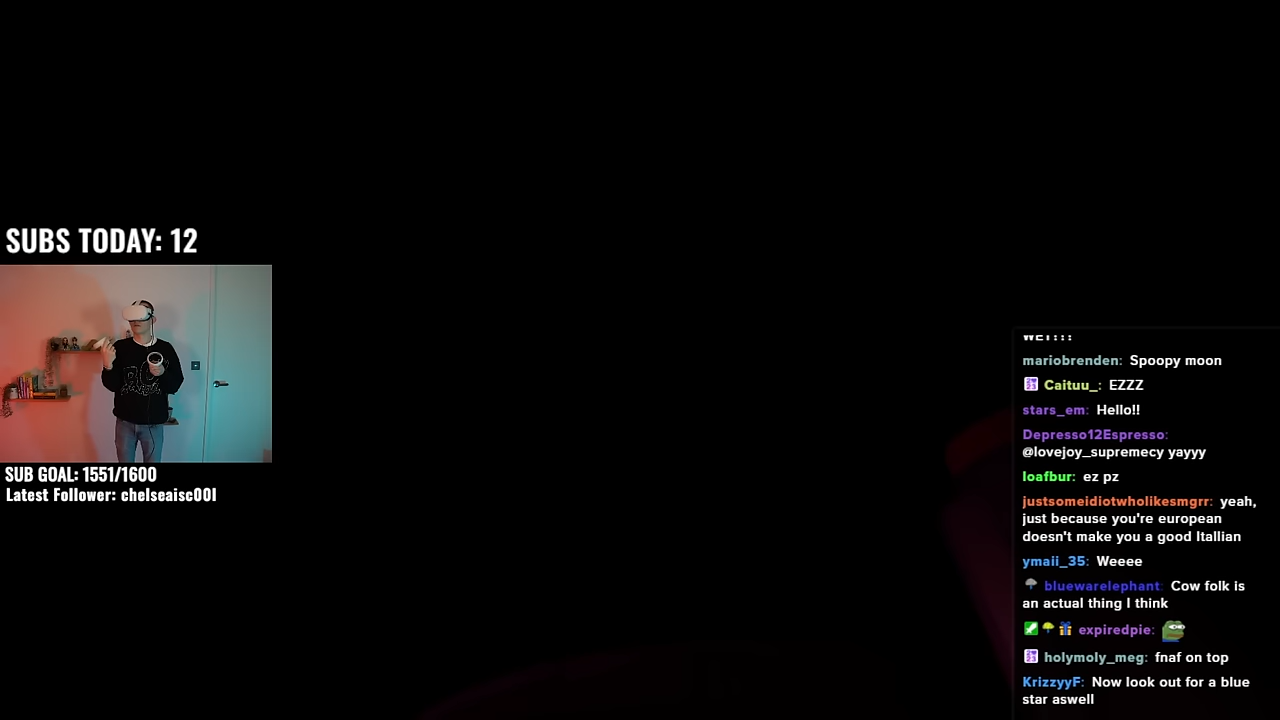 SUBS TODAY: 12
SUB GOAL: 1551/1600
Latest Follower: chelseaisc00l
mariobrenden: Spoopy moon
Caituu_: EZZZ
stars_em: Hello!!
Depresso12Espresso:
@lovejoy_supremecy yayyy
loafbur: ez pz
justsomeidiotwholikesmgrr: yeah,
just because you're european
doesn't make you a good Itallian
ymaii_35: Weeee
bluewarelephant: Cow folk is
an actual thing I think
expiredpie:
holymoly_meg: fnaf on top
KrizzyyF: Now look out for a blue
star aswell